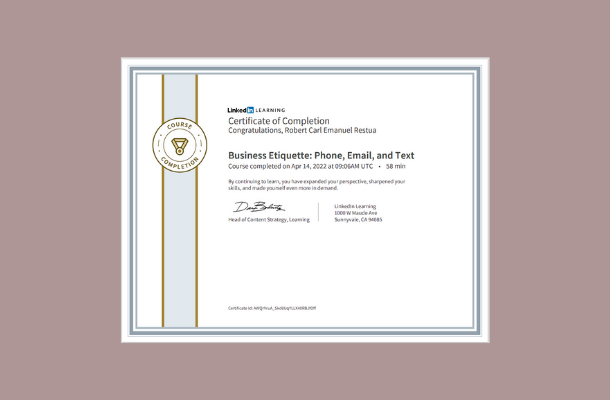 COURSE
COMPLETION
Linked in LEARNING
Certificate of Completion
Congratulations, Robert Carl Emanuel Restua
Business Etiquette: Phone, Email, and Text
Course completed on Apr 14, 2022 at 09:06AM UTC • 58 min
By continuing to learn, you have expanded your perspective, sharpened your
skills, and made yourself even more in demand.
Head of Content Strategy, Learning
LinkedIn Learning
1000 W Maude Ave
Sunnyvale, CA 94085
Certificate Id: